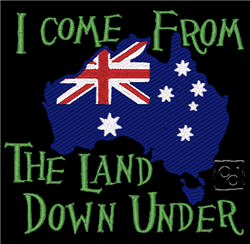 I Come From
The Land
Down Under